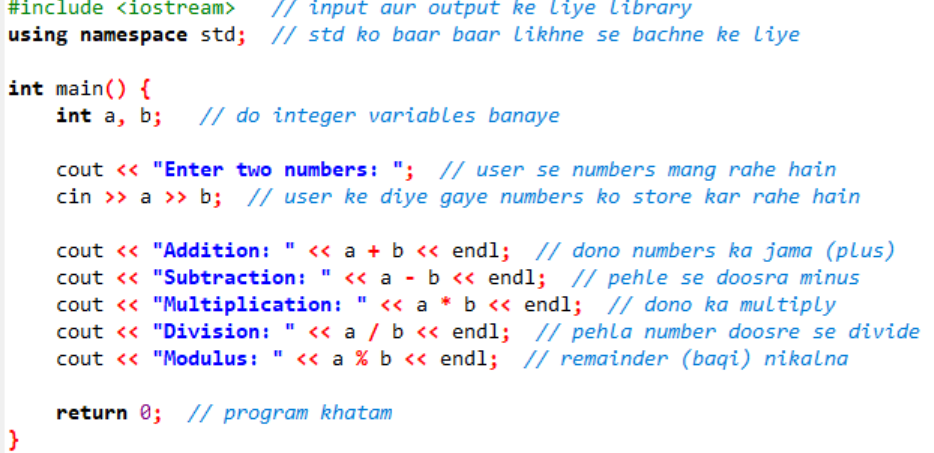 #include <iostream>   // input aur output ke liye library
using namespace std;  // std ko baar baar likhne se bachne ke liye

int main() {
    int a, b;   // do integer variables banaye

    cout << "Enter two numbers: ";  // user se numbers mang rahe hain
    cin >> a >> b;  // user ke diye gaye numbers ko store kar rahe hain

    cout << "Addition: " << a + b << endl;  // dono numbers ka jama (plus)
    cout << "Subtraction: " << a - b << endl;  // pehle se doosra minus
    cout << "Multiplication: " << a * b << endl;  // dono ka multiply
    cout << "Division: " << a / b << endl;  // pehla number doosre se divide
    cout << "Modulus: " << a % b << endl;  // remainder (baqi) nikalna

    return 0;  // program khatam
}